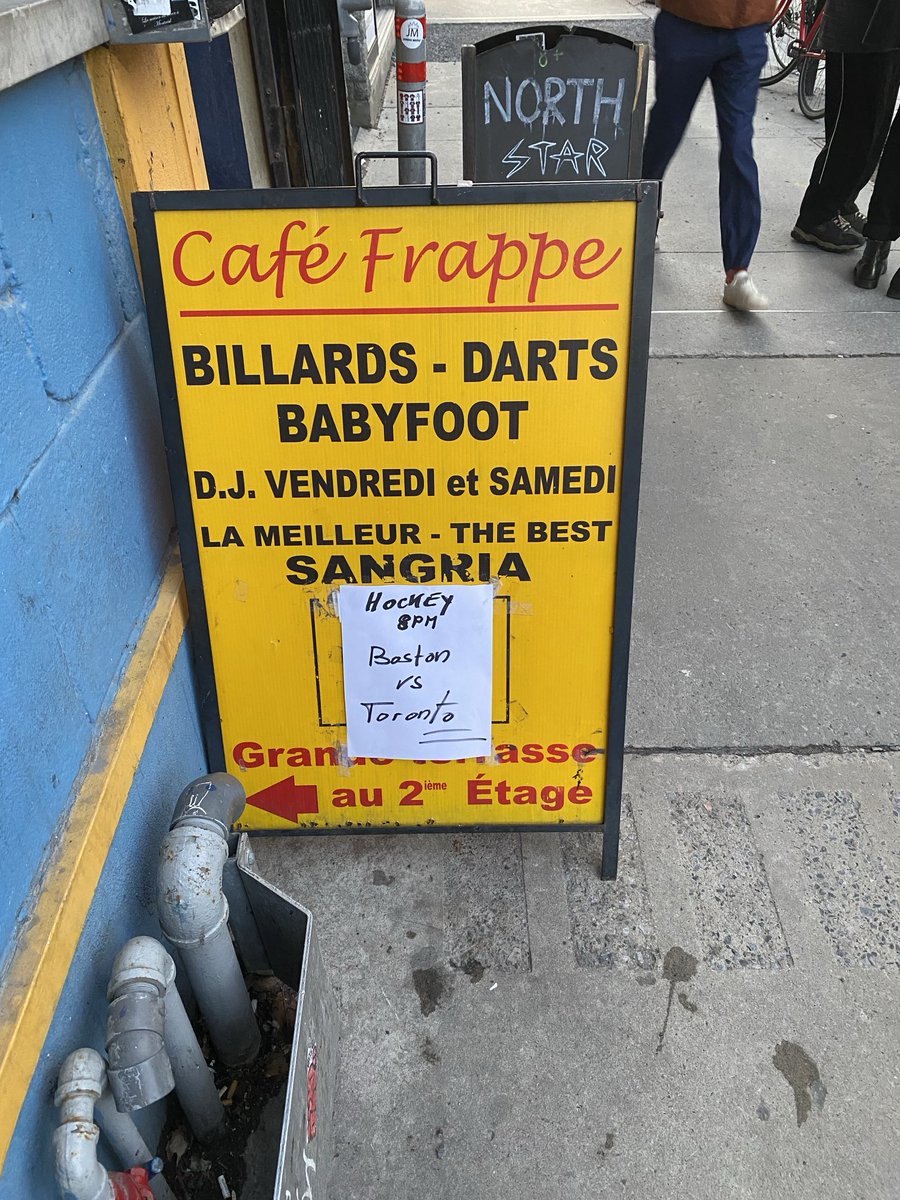 JM
NORTH
STAR
Café Frappe
BILLARDS - DARTS
BABYFOOT
D.J. VENDREDI et SAMEDI
LA MEILLEUR - THE BEST
SANGRIA
HOCKEY
8PM
Boston
vs
Toronto
Grande terrasse
au 2ième Étage